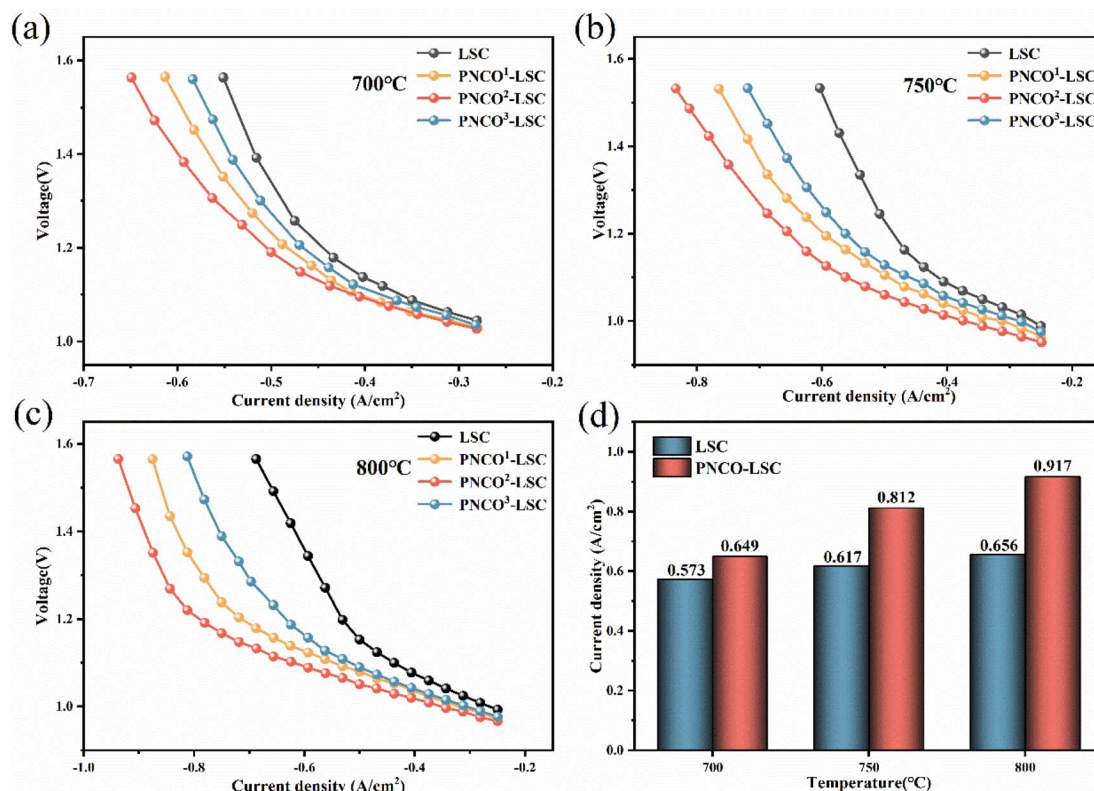 (a)
1.6
1.4
1.2
1.0
Voltage(V)
700°C
LSC
PNCO¹-LSC
PNCO²-LSC
PNCO³-LSC
-0.7 -0.6 -0.5 -0.4 -0.3 -0.2
Current density (A/cm²)
(b)
1.6
1.4
1.2
1.0
Voltage(V)
750°C
LSC
PNCO¹-LSC
PNCO²-LSC
PNCO³-LSC
-0.8 -0.6 -0.4 -0.2
Current density (A/cm²)
(c)
1.6
1.4
1.2
1.0
Voltage(V)
800°C
LSC
PNCO¹-LSC
PNCO²-LSC
PNCO³-LSC
-1.0 -0.8 -0.6 -0.4 -0.2
Current density (A/cm²)
(d)
1.0
0.8
0.6
0.4
0.2
0.0
Current density (A/cm²)
LSC
PNCO-LSC
0.573 0.649 0.617 0.812 0.656 0.917
700 750 800
Temperature(°C)